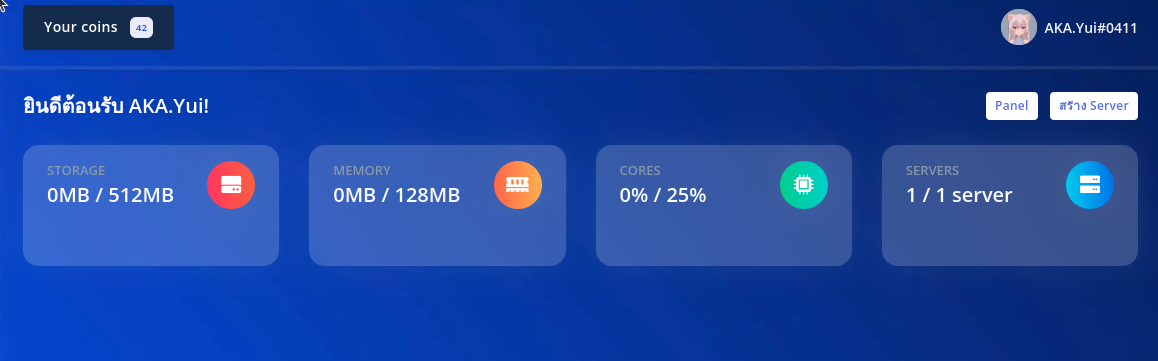 Your coins 42
AKA.Yui#0411
ยินดีต้อนรับ AKA.Yui!
Panel
สร้าง Server
STORAGE
0MB / 512MB
MEMORY
0MB / 128MB
CORES
0% / 25%
SERVERS
1 / 1 server